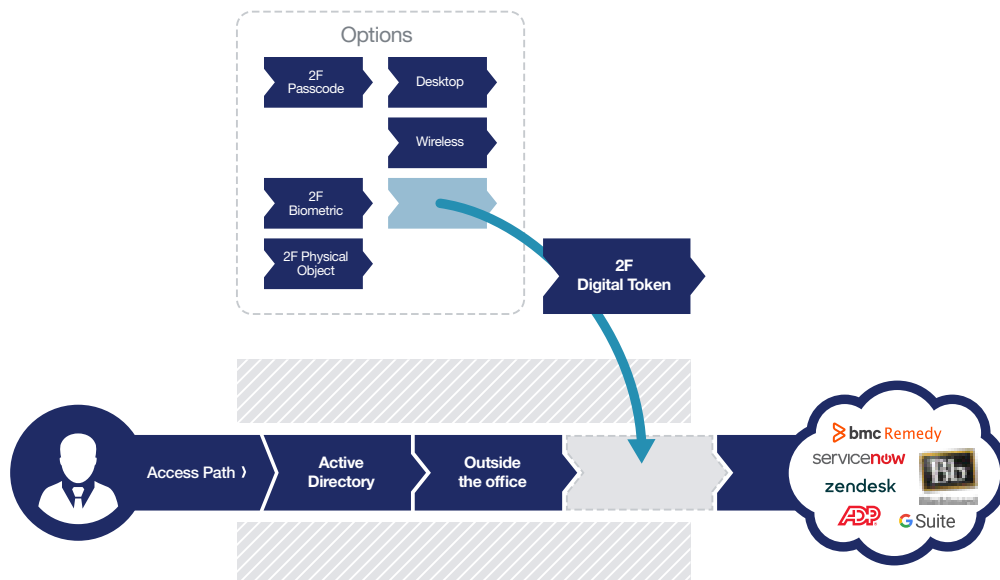 Options
2F
Passcode
Desktop
Wireless
2F
Biometric
2F Physical
Object
2F
Digital Token
Access Path
Active
Directory
Outside
the office
bmc Remedy
servicenow
Bb
zendesk
ADP
G Suite